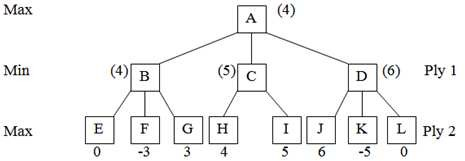 Max A (4)
Min (4) B (5) C D (6) Ply 1
Max E F G H I J K L Ply 2
0 -3 3 4 5 6 -5 0